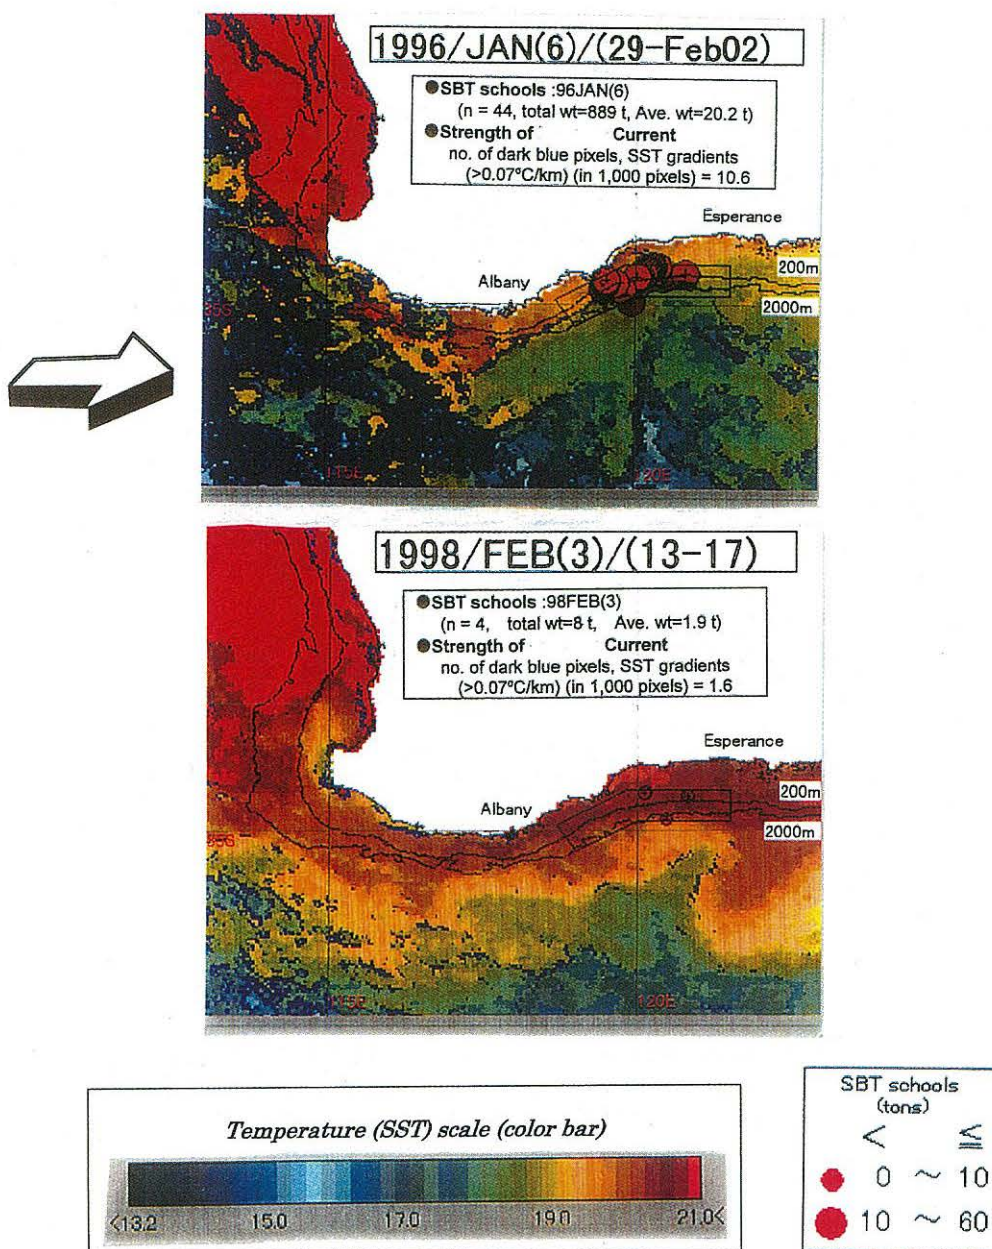 1996/JAN(6)/(29-Feb02)
●SBT schools :96JAN(6)
(n = 44, total wt=889 t, Ave. wt=20.2 t)
●Strength of Current
no. of dark blue pixels, SST gradients
(>0.07ºC/km) (in 1,000 pixels) = 10.6
Esperance
200m
Albany
2000m
35S
115E
120E
1998/FEB(3)/(13-17)
●SBT schools :98FEB(3)
(n = 4, total wt=8 t, Ave. wt=1.9 t)
●Strength of Current
no. of dark blue pixels, SST gradients
(>0.07ºC/km) (in 1,000 pixels) = 1.6
Esperance
200m
Albany
2000m
35S
115E
120E
Temperature (SST) scale (color bar)
<13.2 15.0 17.0 19.0 21.0<
SBT schools
(tons)
< ≦
0 ~ 10
10 ~ 60